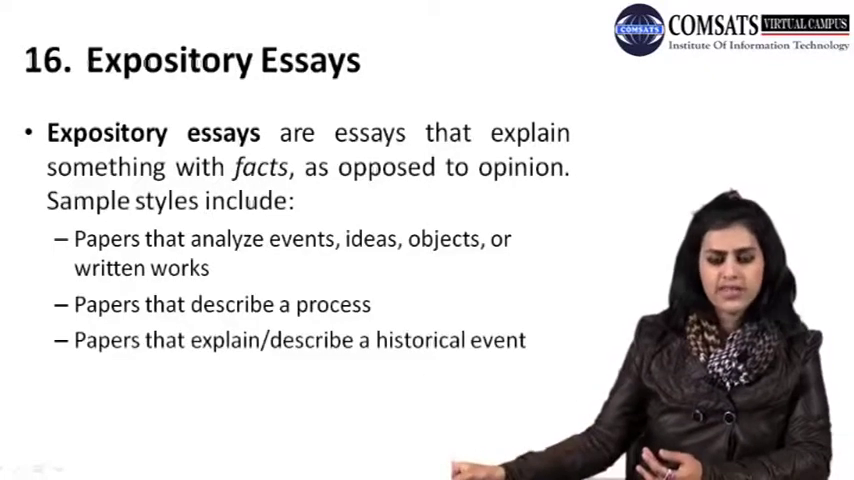 COMSATS VIRTUAL CAMPUS
COMSATS
Institute Of Information Technology
16. Expository Essays
• Expository essays are essays that explain
something with facts, as opposed to opinion.
Sample styles include:
– Papers that analyze events, ideas, objects, or
written works
– Papers that describe a process
– Papers that explain/describe a historical event